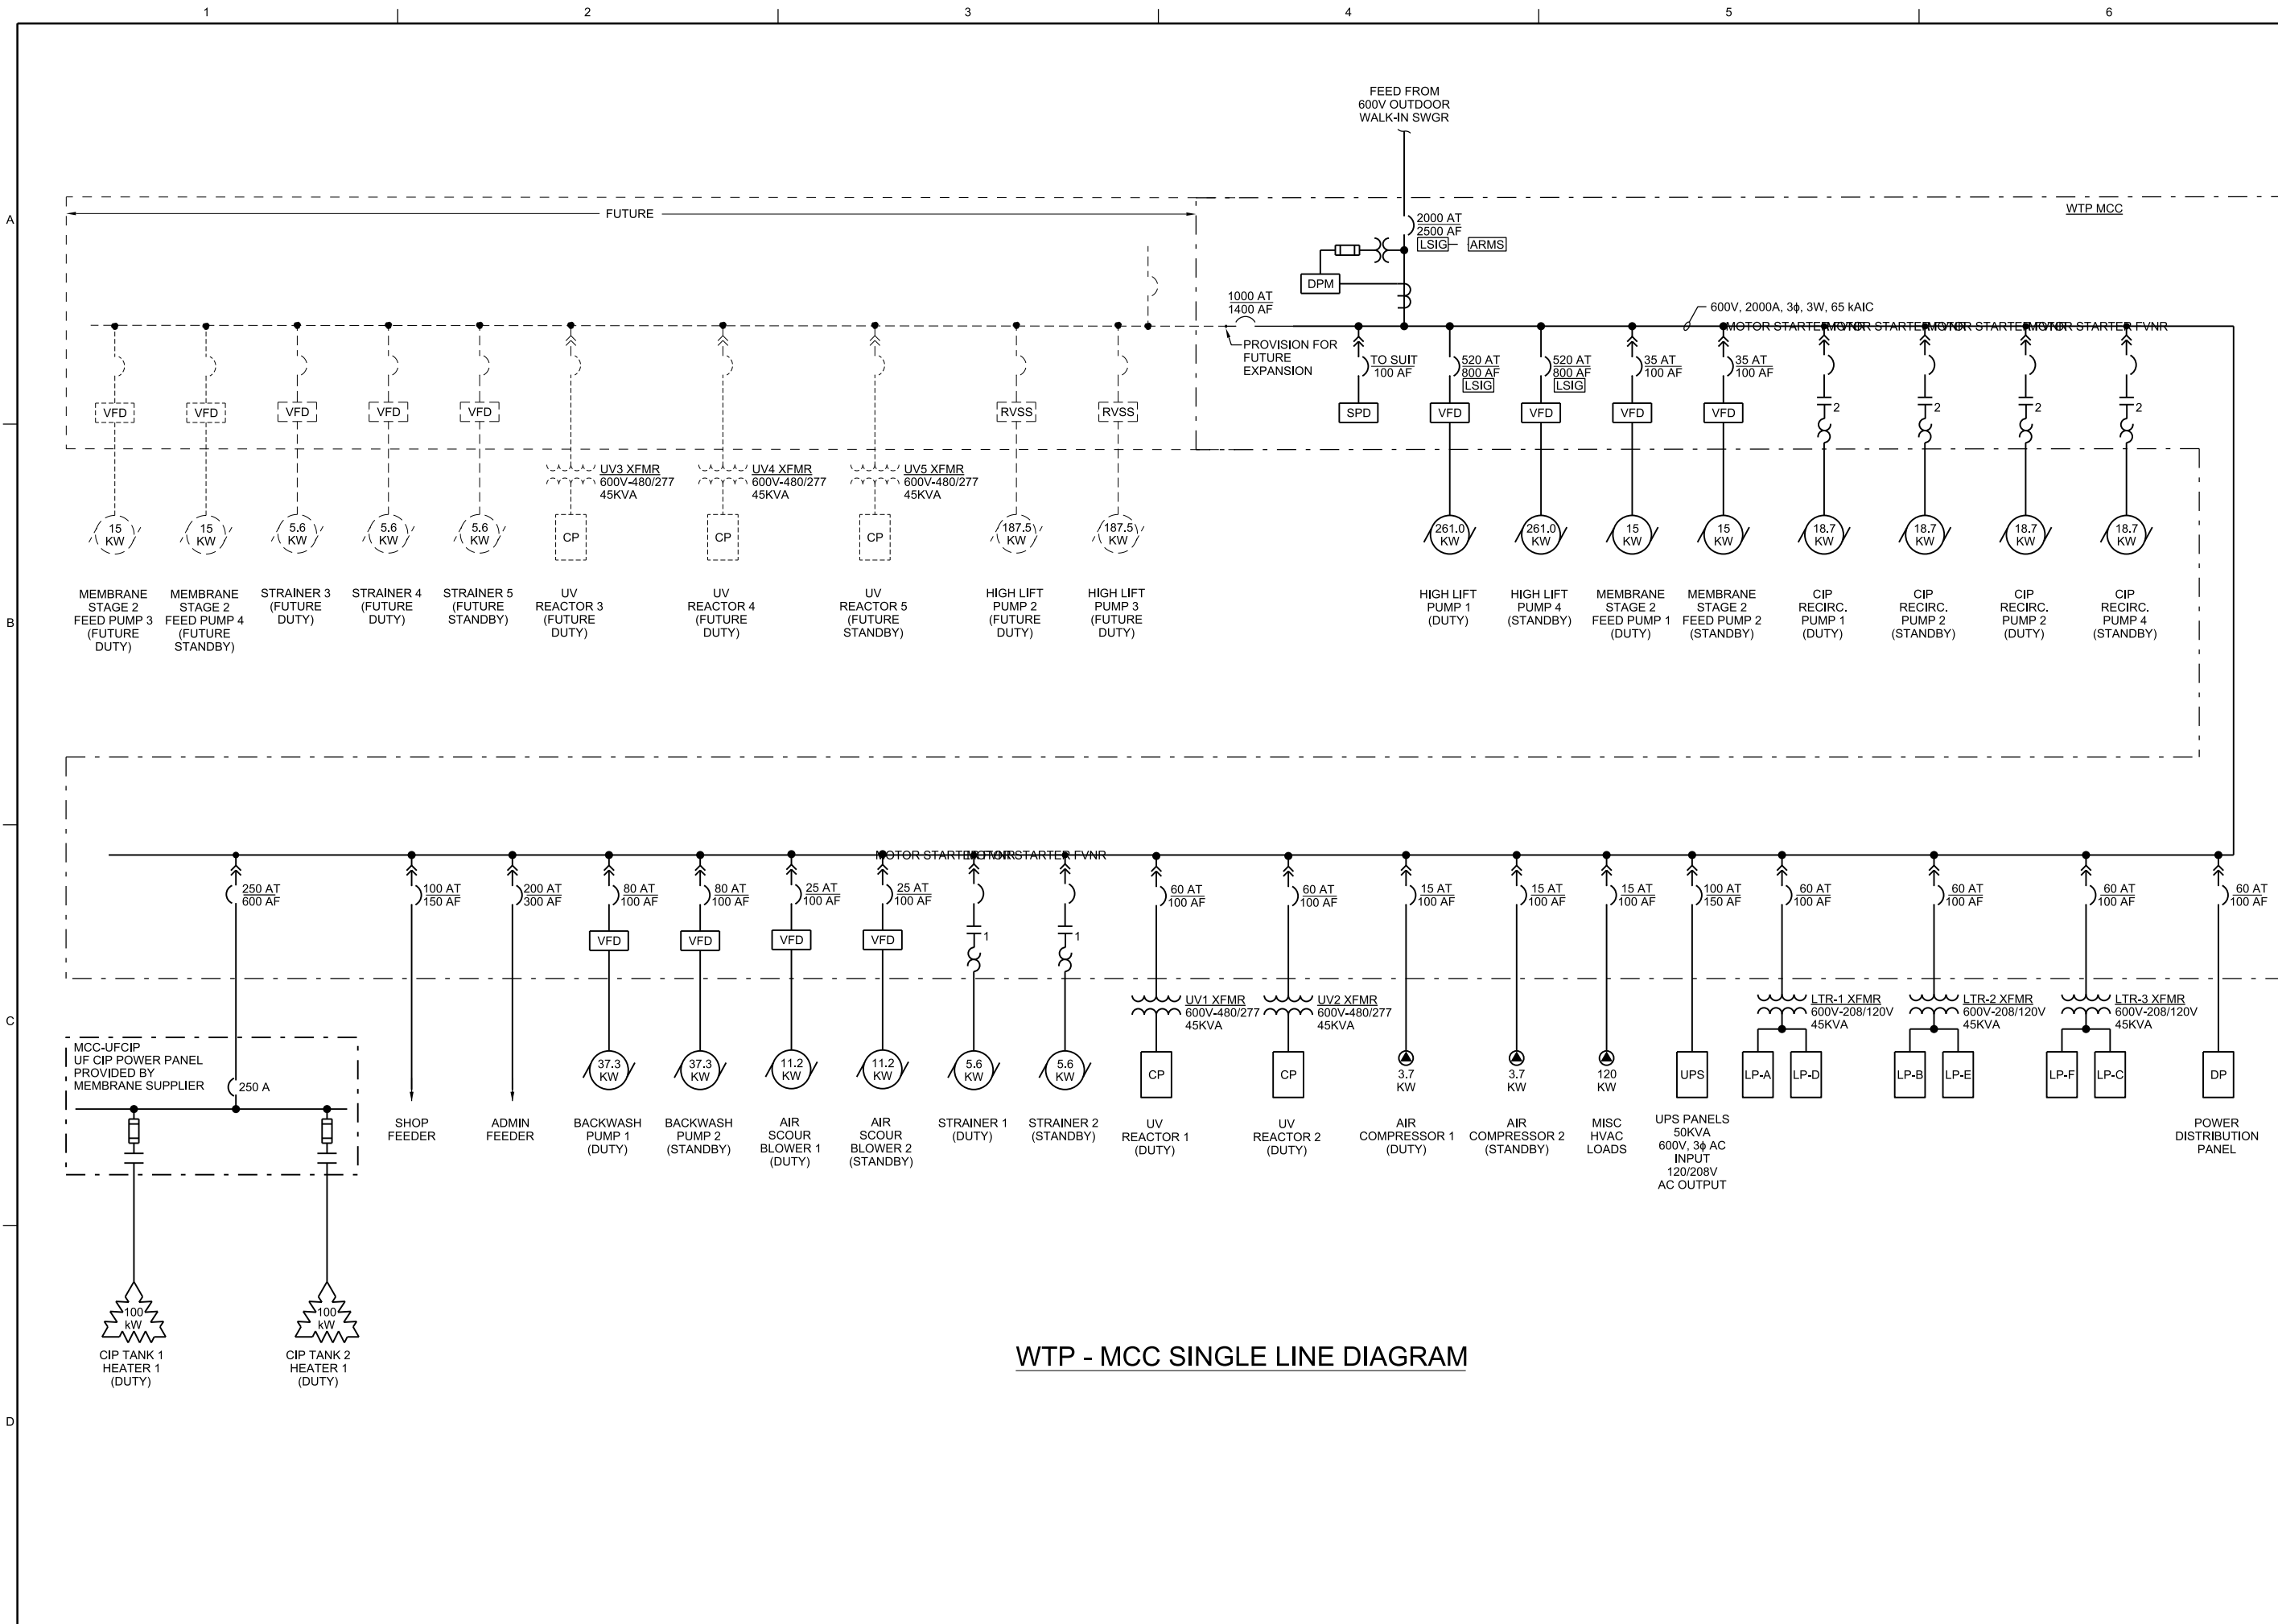 1 2 3 4 5 6
A
B
C
D
FEED FROM
600V OUTDOOR
WALK-IN SWGR
FUTURE
WTP MCC
2000 AT
2500 AF
LSIG ARMS
DPM
1000 AT
1400 AF
PROVISION FOR
FUTURE
EXPANSION
600V, 2000A, 3ϕ, 3W, 65 kAIC
MOTOR STARTER FVNR
MOTOR STARTER FVNR
MOTOR STARTER FVNR
MOTOR STARTER FVNR
VFD
VFD
VFD
VFD
VFD
RVSS
RVSS
TO SUIT
100 AF
SPD
520 AT
800 AF
LSIG
VFD
520 AT
800 AF
LSIG
VFD
35 AT
100 AF
VFD
35 AT
100 AF
VFD
2
2
2
2
UV3 XFMR
600V-480/277
45KVA
UV4 XFMR
600V-480/277
45KVA
UV5 XFMR
600V-480/277
45KVA
15
KW
15
KW
5.6
KW
5.6
KW
5.6
KW
CP
CP
CP
187.5
KW
187.5
KW
261.0
KW
261.0
KW
15
KW
15
KW
18.7
KW
18.7
KW
18.7
KW
18.7
KW
MEMBRANE
STAGE 2
FEED PUMP 3
(FUTURE
DUTY)
MEMBRANE
STAGE 2
FEED PUMP 4
(FUTURE
STANDBY)
STRAINER 3
(FUTURE
DUTY)
STRAINER 4
(FUTURE
DUTY)
STRAINER 5
(FUTURE
STANDBY)
UV
REACTOR 3
(FUTURE
DUTY)
UV
REACTOR 4
(FUTURE
DUTY)
UV
REACTOR 5
(FUTURE
STANDBY)
HIGH LIFT
PUMP 2
(FUTURE
DUTY)
HIGH LIFT
PUMP 3
(FUTURE
DUTY)
HIGH LIFT
PUMP 1
(DUTY)
HIGH LIFT
PUMP 4
(STANDBY)
MEMBRANE
STAGE 2
FEED PUMP 1
(DUTY)
MEMBRANE
STAGE 2
FEED PUMP 2
(STANDBY)
CIP
RECIRC.
PUMP 1
(DUTY)
CIP
RECIRC.
PUMP 2
(STANDBY)
CIP
RECIRC.
PUMP 2
(DUTY)
CIP
RECIRC.
PUMP 4
(STANDBY)
MOTOR STARTER FVNR
MOTOR STARTER FVNR
250 AT
600 AF
100 AT
150 AF
200 AT
300 AF
80 AT
100 AF
80 AT
100 AF
25 AT
100 AF
25 AT
100 AF
60 AT
100 AF
60 AT
100 AF
15 AT
100 AF
15 AT
100 AF
15 AT
100 AF
100 AT
150 AF
60 AT
100 AF
60 AT
100 AF
60 AT
100 AF
60 AT
100 AF
VFD
VFD
VFD
VFD
1
1
UV1 XFMR
600V-480/277
45KVA
UV2 XFMR
600V-480/277
45KVA
LTR-1 XFMR
600V-208/120V
45KVA
LTR-2 XFMR
600V-208/120V
45KVA
LTR-3 XFMR
600V-208/120V
45KVA
MCC-UFCIP
UF CIP POWER PANEL
PROVIDED BY
MEMBRANE SUPPLIER
250 A
37.3
KW
37.3
KW
11.2
KW
11.2
KW
5.6
KW
5.6
KW
CP
CP
3.7
KW
3.7
KW
120
KW
UPS
LP-A
LP-D
LP-B
LP-E
LP-F
LP-C
DP
SHOP
FEEDER
ADMIN
FEEDER
BACKWASH
PUMP 1
(DUTY)
BACKWASH
PUMP 2
(STANDBY)
AIR
SCOUR
BLOWER 1
(DUTY)
AIR
SCOUR
BLOWER 2
(STANDBY)
STRAINER 1
(DUTY)
STRAINER 2
(STANDBY)
UV
REACTOR 1
(DUTY)
UV
REACTOR 2
(DUTY)
AIR
COMPRESSOR 1
(DUTY)
AIR
COMPRESSOR 2
(STANDBY)
MISC
HVAC
LOADS
UPS PANELS
50KVA
600V, 3ϕ AC
INPUT
120/208V
AC OUTPUT
POWER
DISTRIBUTION
PANEL
100
kW
100
kW
CIP TANK 1
HEATER 1
(DUTY)
CIP TANK 2
HEATER 1
(DUTY)
WTP - MCC SINGLE LINE DIAGRAM